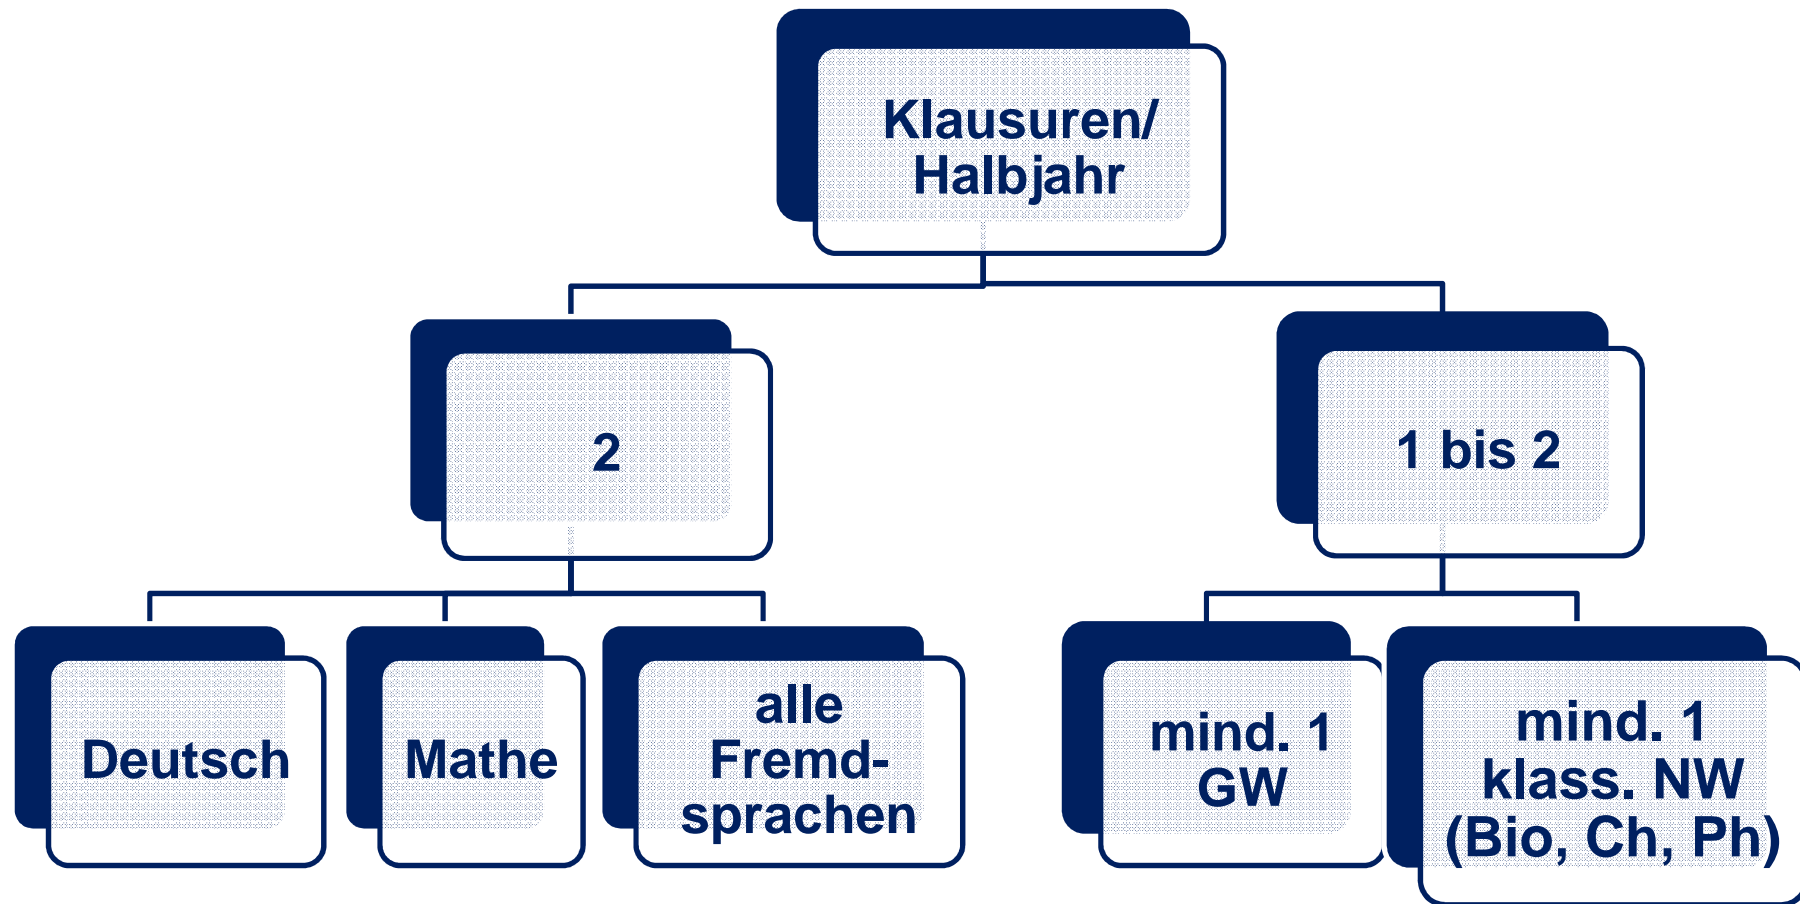 Klausuren/
Halbjahr
2
1 bis 2
Deutsch
Mathe
alle
Fremd-
sprachen
mind. 1
GW
mind. 1
klass. NW
(Bio, Ch, Ph)